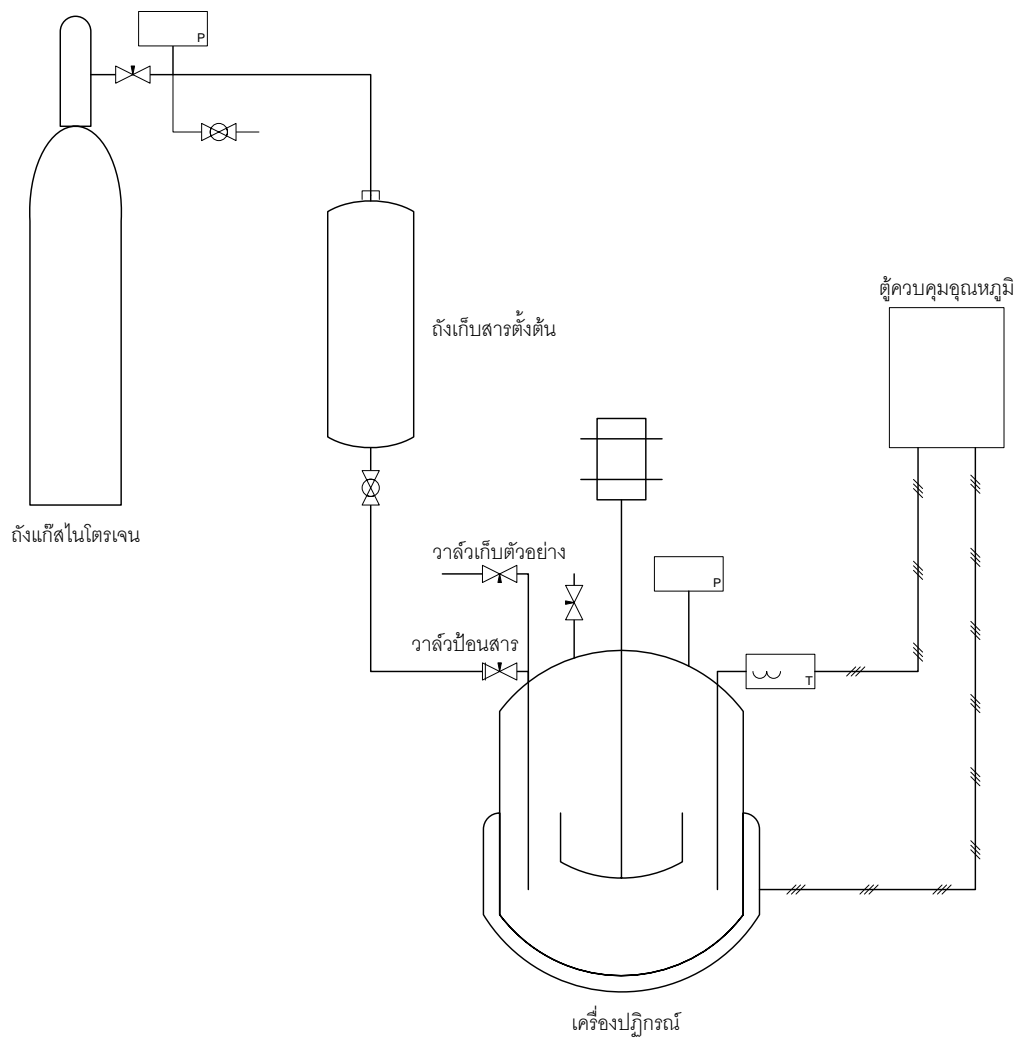 P
ตู้ควบคุมอุณหภูมิ
ถังเก็บสารตั้งต้น
ถังแก๊สไนโตรเจน
วาล์วเก็บตัวอย่าง
P
วาล์วป้อนสาร
T
เครื่องปฏิกรณ์